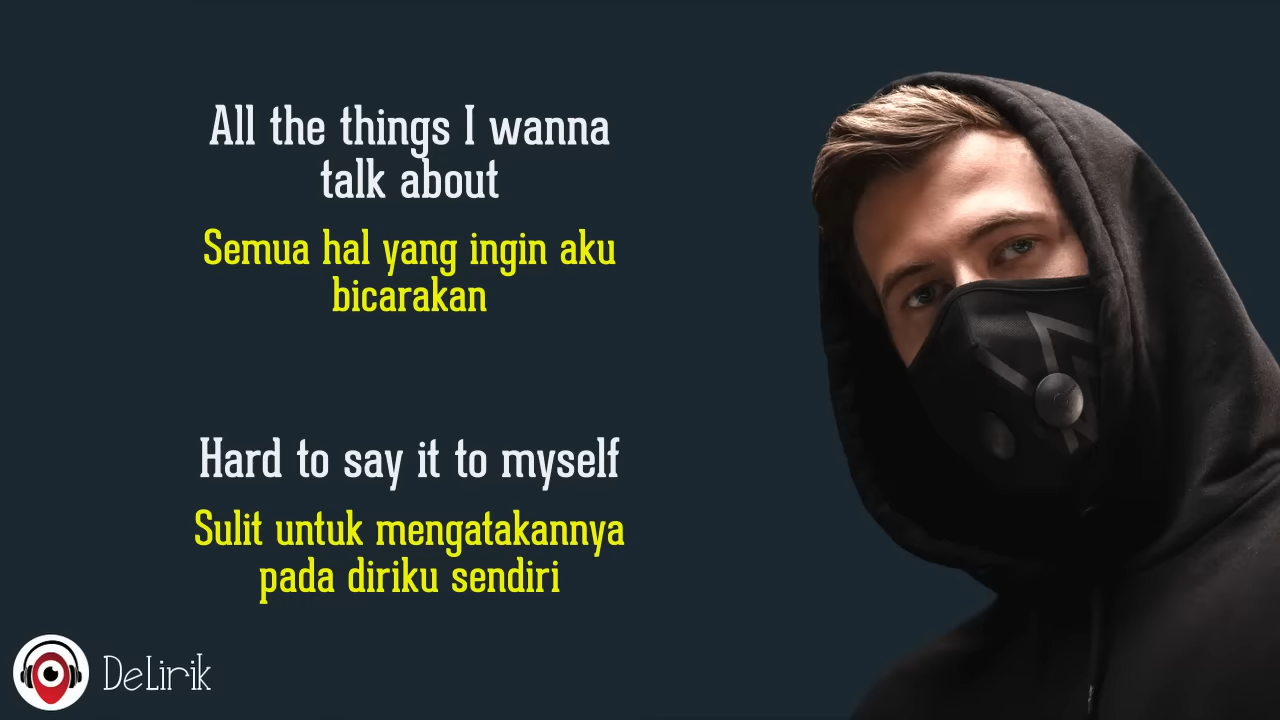 All the things I wanna
talk about
Semua hal yang ingin aku
bicarakan
Hard to say it to myself
Sulit untuk mengatakannya
pada diriku sendiri
DeLirik